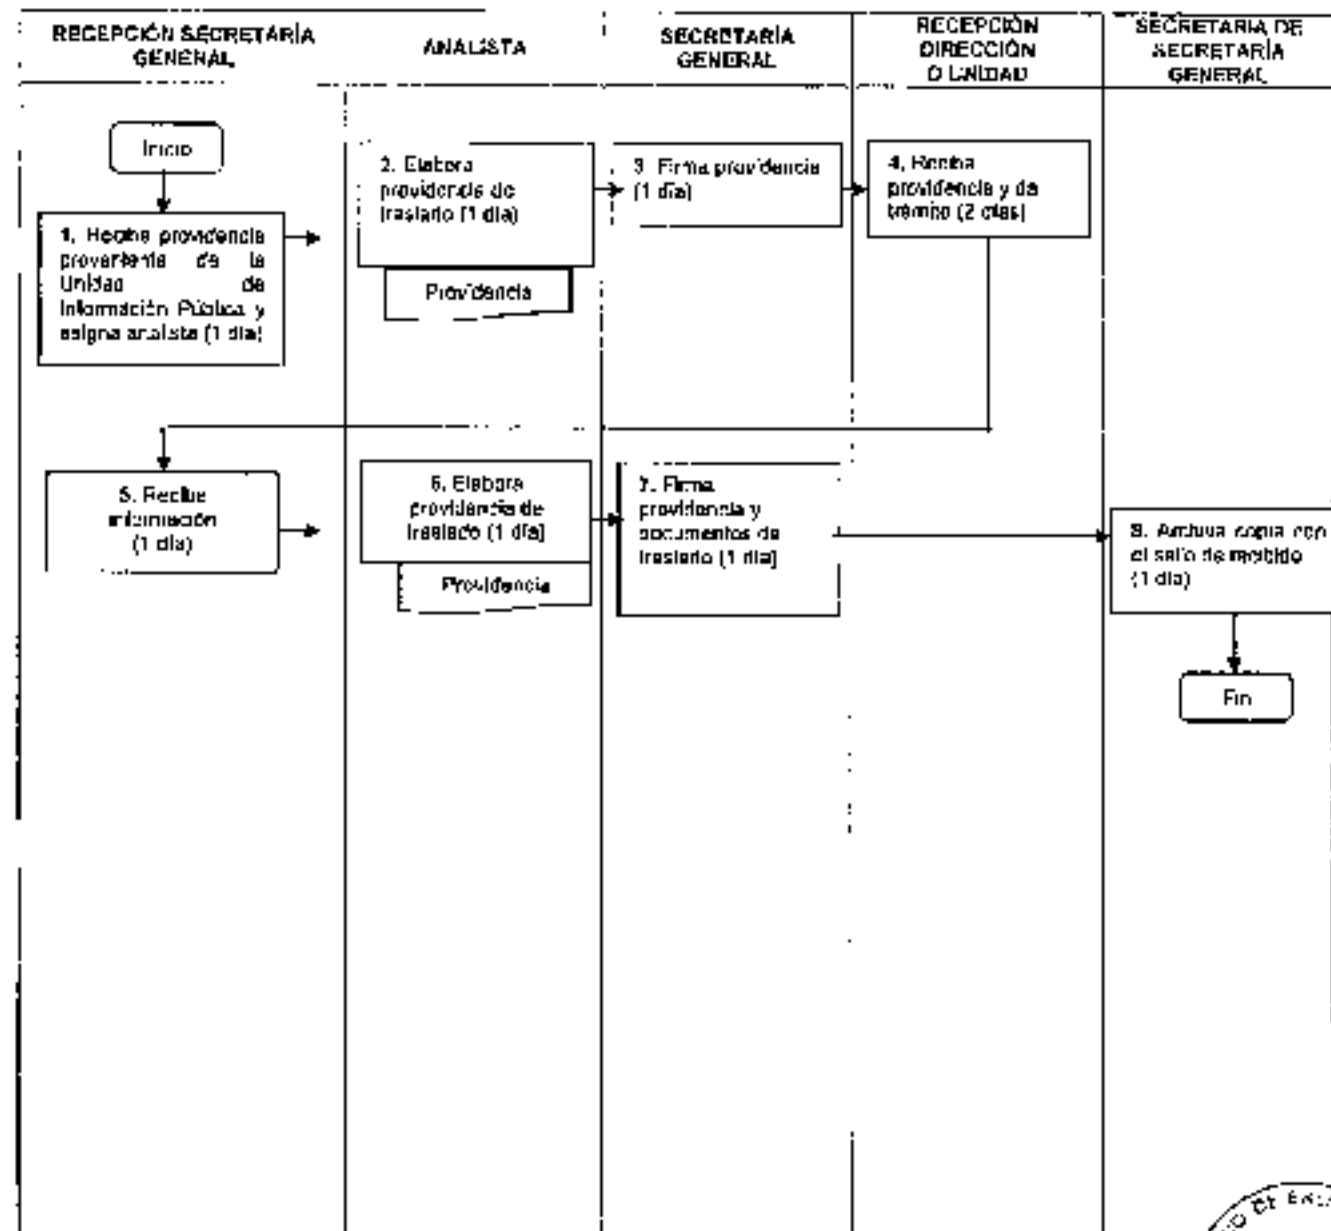 RECEPCIÓN SECRETARÍA
GENERAL
ANALISTA
SECRETARÍA
GENERAL
RECEPCIÓN
DIRECCIÓN
O UNIDAD
SECRETARIA DE
SECRETARÍA
GENERAL
Inicio
1. Recibe providencia
proveniente de la
Unidad de
Información Pública y
asigna analista (1 día)
2. Elabora
providencia de
traslado (1 día)
Providencia
3. Firma providencia
(1 día)
4. Recibe
providencia y da
trámite (2 días)
5. Recibe
información
(1 día)
6. Elabora
providencia de
traslado (1 día)
Providencia
7. Firma
providencia y
documentos de
traslado (1 día)
8. Archiva copia con
el sello de recibido
(1 día)
Fin
DE